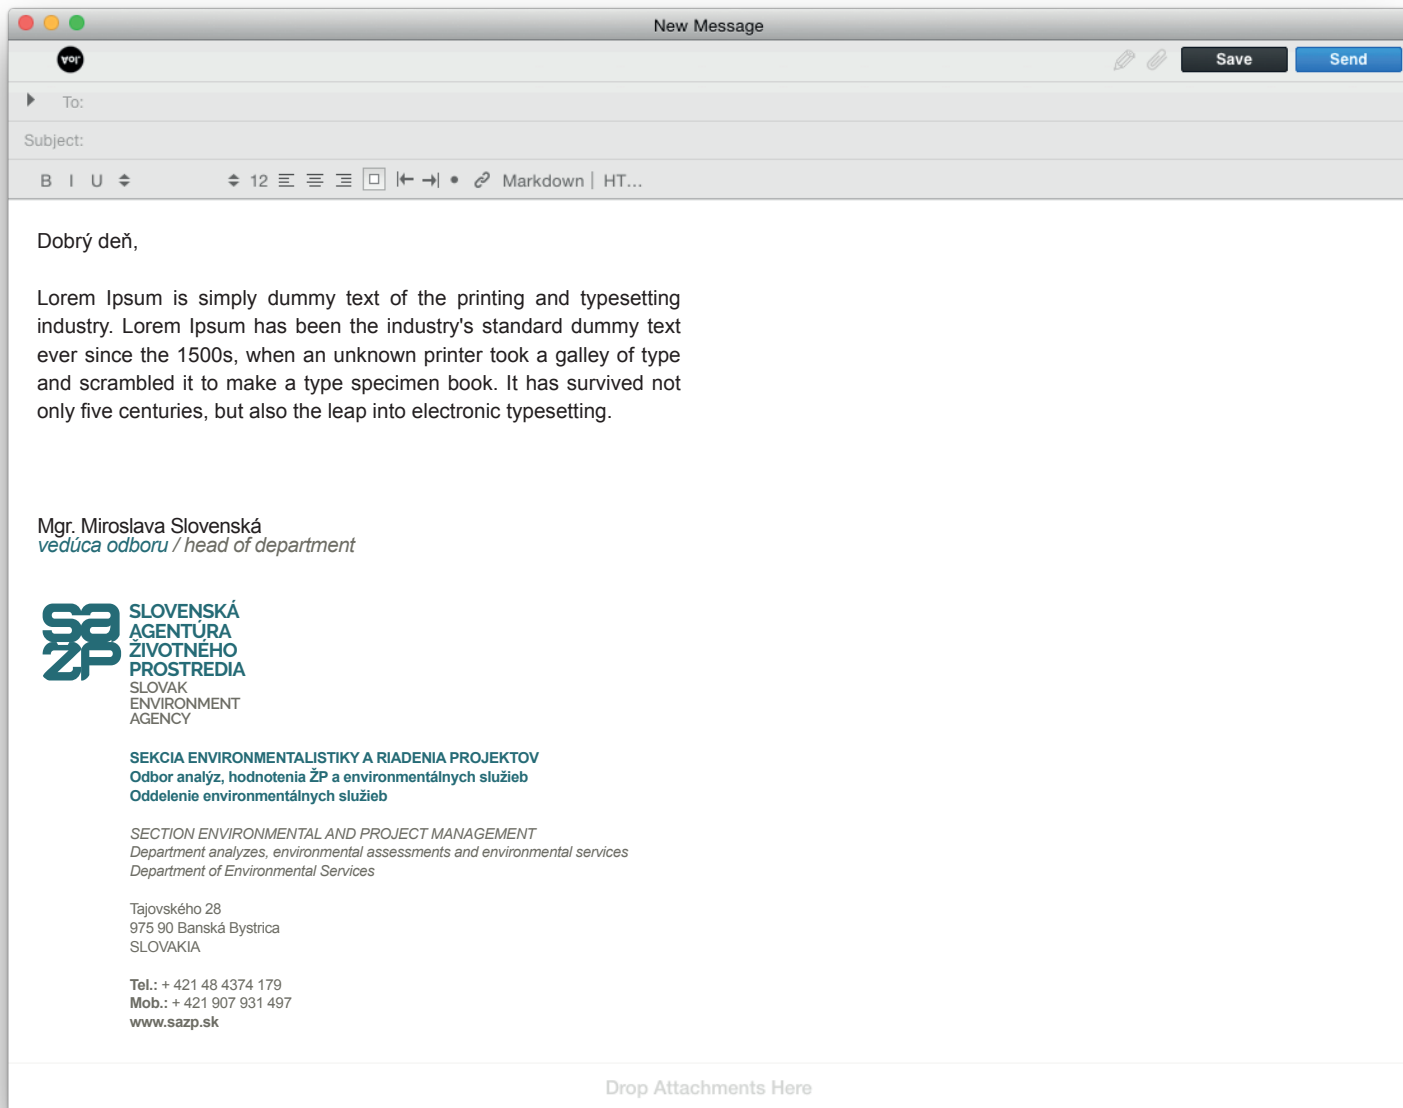 New Message
Save Send
To:
Subject:
B I U 12 Markdown | HT...
Dobrý deň,
Lorem Ipsum is simply dummy text of the printing and typesetting
industry. Lorem Ipsum has been the industry's standard dummy text
ever since the 1500s, when an unknown printer took a galley of type
and scrambled it to make a type specimen book. It has survived not
only five centuries, but also the leap into electronic typesetting.
Mgr. Miroslava Slovenská
vedúca odboru / head of department
sa
žp
SLOVENSKÁ
AGENTÚRA
ŽIVOTNÉHO
PROSTREDIA
SLOVAK
ENVIRONMENT
AGENCY
SEKCIA ENVIRONMENTALISTIKY A RIADENIA PROJEKTOV
Odbor analýz, hodnotenia ŽP a environmentálnych služieb
Oddelenie environmentálnych služieb
SECTION ENVIRONMENTAL AND PROJECT MANAGEMENT
Department analyzes, environmental assessments and environmental services
Department of Environmental Services
Tajovského 28
975 90 Banská Bystrica
SLOVAKIA
Tel.: + 421 48 4374 179
Mob.: + 421 907 931 497
www.sazp.sk
Drop Attachments Here